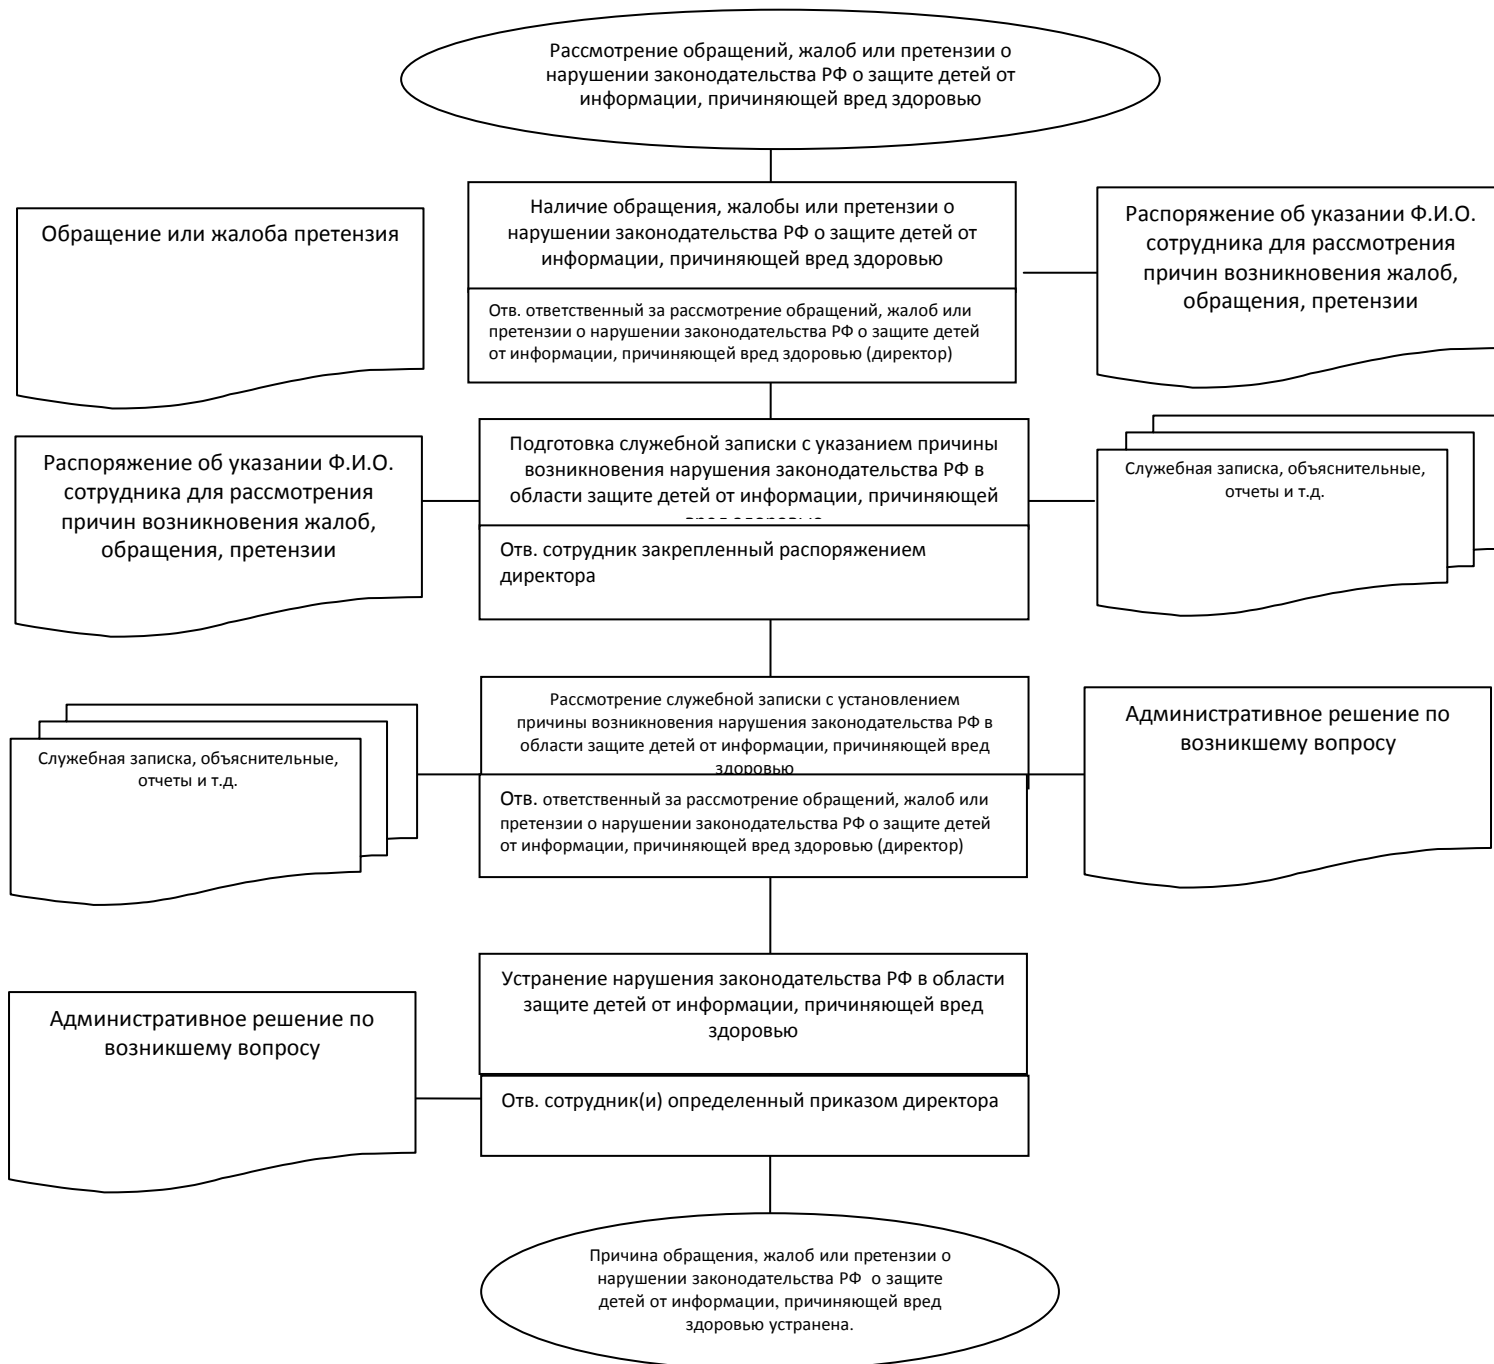 Рассмотрение обращений, жалоб или претензии о
нарушении законодательства РФ о защите детей от
информации, причиняющей вред здоровью
Обращение или жалоба претензия
Наличие обращения, жалобы или претензии о
нарушении законодательства РФ о защите детей от
информации, причиняющей вред здоровью
Отв. ответственный за рассмотрение обращений, жалоб или
претензии о нарушении законодательства РФ о защите детей
от информации, причиняющей вред здоровью (директор)
Распоряжение об указании Ф.И.О.
сотрудника для рассмотрения
причин возникновения жалоб,
обращения, претензии
Распоряжение об указании Ф.И.О.
сотрудника для рассмотрения
причин возникновения жалоб,
обращения, претензии
Подготовка служебной записки с указанием причины
возникновения нарушения законодательства РФ в
области защите детей от информации, причиняющей
Отв. сотрудник закрепленный распоряжением
директора
Служебная записка, объяснительные,
отчеты и т.д.
Служебная записка, объяснительные,
отчеты и т.д.
Рассмотрение служебной записки с установлением
причины возникновения нарушения законодательства РФ в
области защите детей от информации, причиняющей вред
здоровью
Отв. ответственный за рассмотрение обращений, жалоб или
претензии о нарушении законодательства РФ о защите детей
от информации, причиняющей вред здоровью (директор)
Административное решение по
возникшему вопросу
Административное решение по
возникшему вопросу
Устранение нарушения законодательства РФ в области
защите детей от информации, причиняющей вред
здоровью
Отв. сотрудник(и) определенный приказом директора
Причина обращения, жалоб или претензии о
нарушении законодательства РФ о защите
детей от информации, причиняющей вред
здоровью устранена.